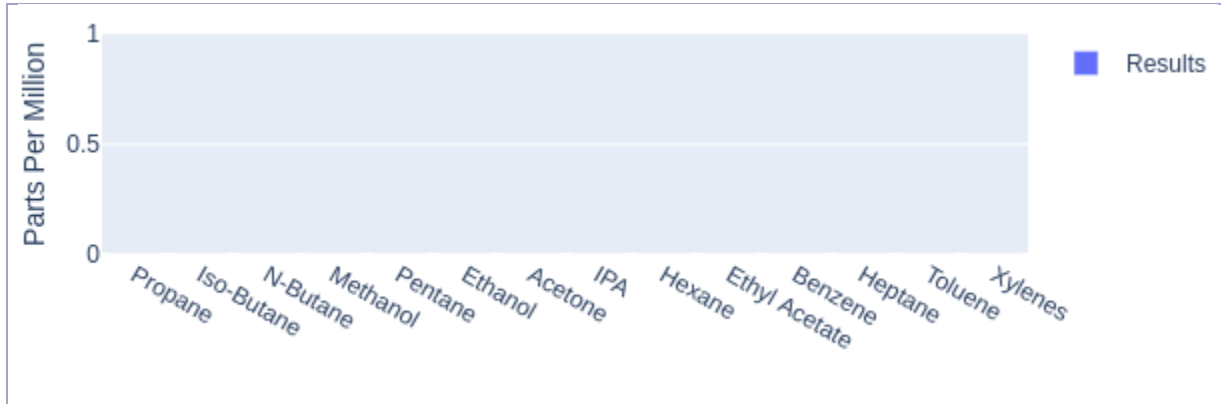 Parts Per Million
1
0.5
0
Propane
Iso-Butane
N-Butane
Methanol
Pentane
Ethanol
Acetone
IPA
Hexane
Ethyl Acetate
Benzene
Heptane
Toluene
Xylenes
Results